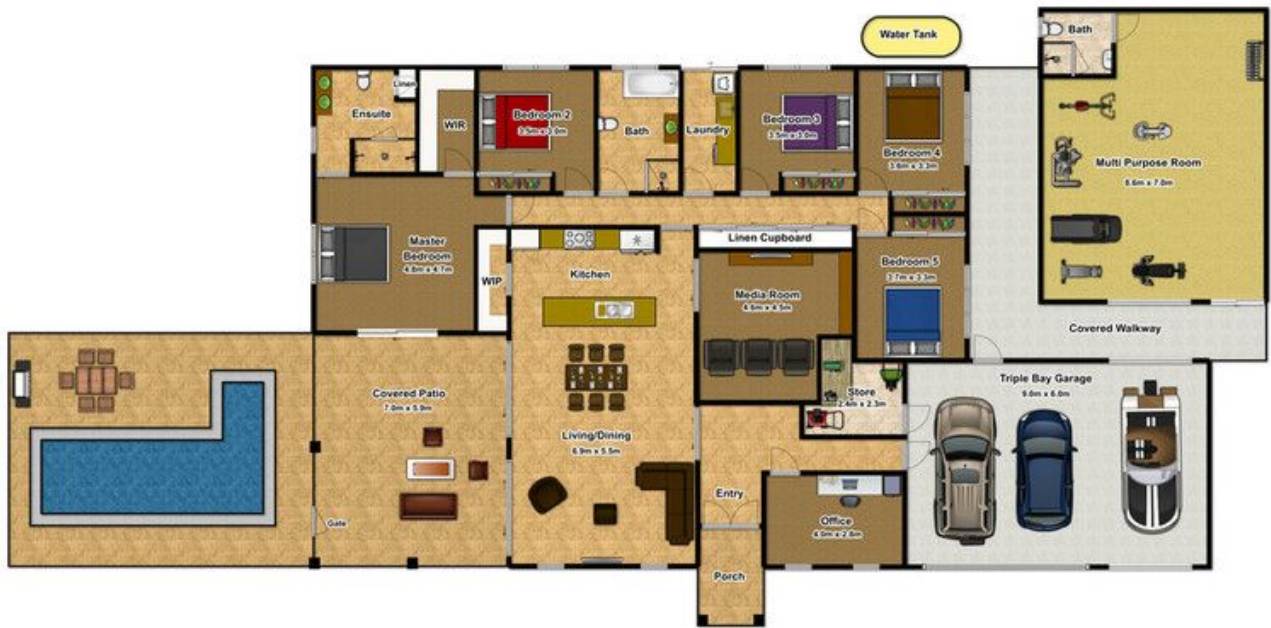 Water Tank
Bath
Linen
Ensuite
WIR
Bedroom 2
3.5m x 3.0m
Bath
Laundry
Bedroom 3
3.5m x 3.0m
Bedroom 4
3.6m x 3.3m
Multi Purpose Room
8.6m x 7.0m
Master
Bedroom
4.8m x 4.7m
WIP
Kitchen
Linen Cupboard
Media Room
4.6m x 4.5m
Bedroom 5
3.7m x 3.3m
Covered Walkway
Covered Patio
7.0m x 5.9m
Store
2.4m x 2.3m
Triple Bay Garage
9.0m x 6.0m
Living/Dining
6.9m x 5.5m
Entry
Gate
Office
4.0m x 2.8m
Porch